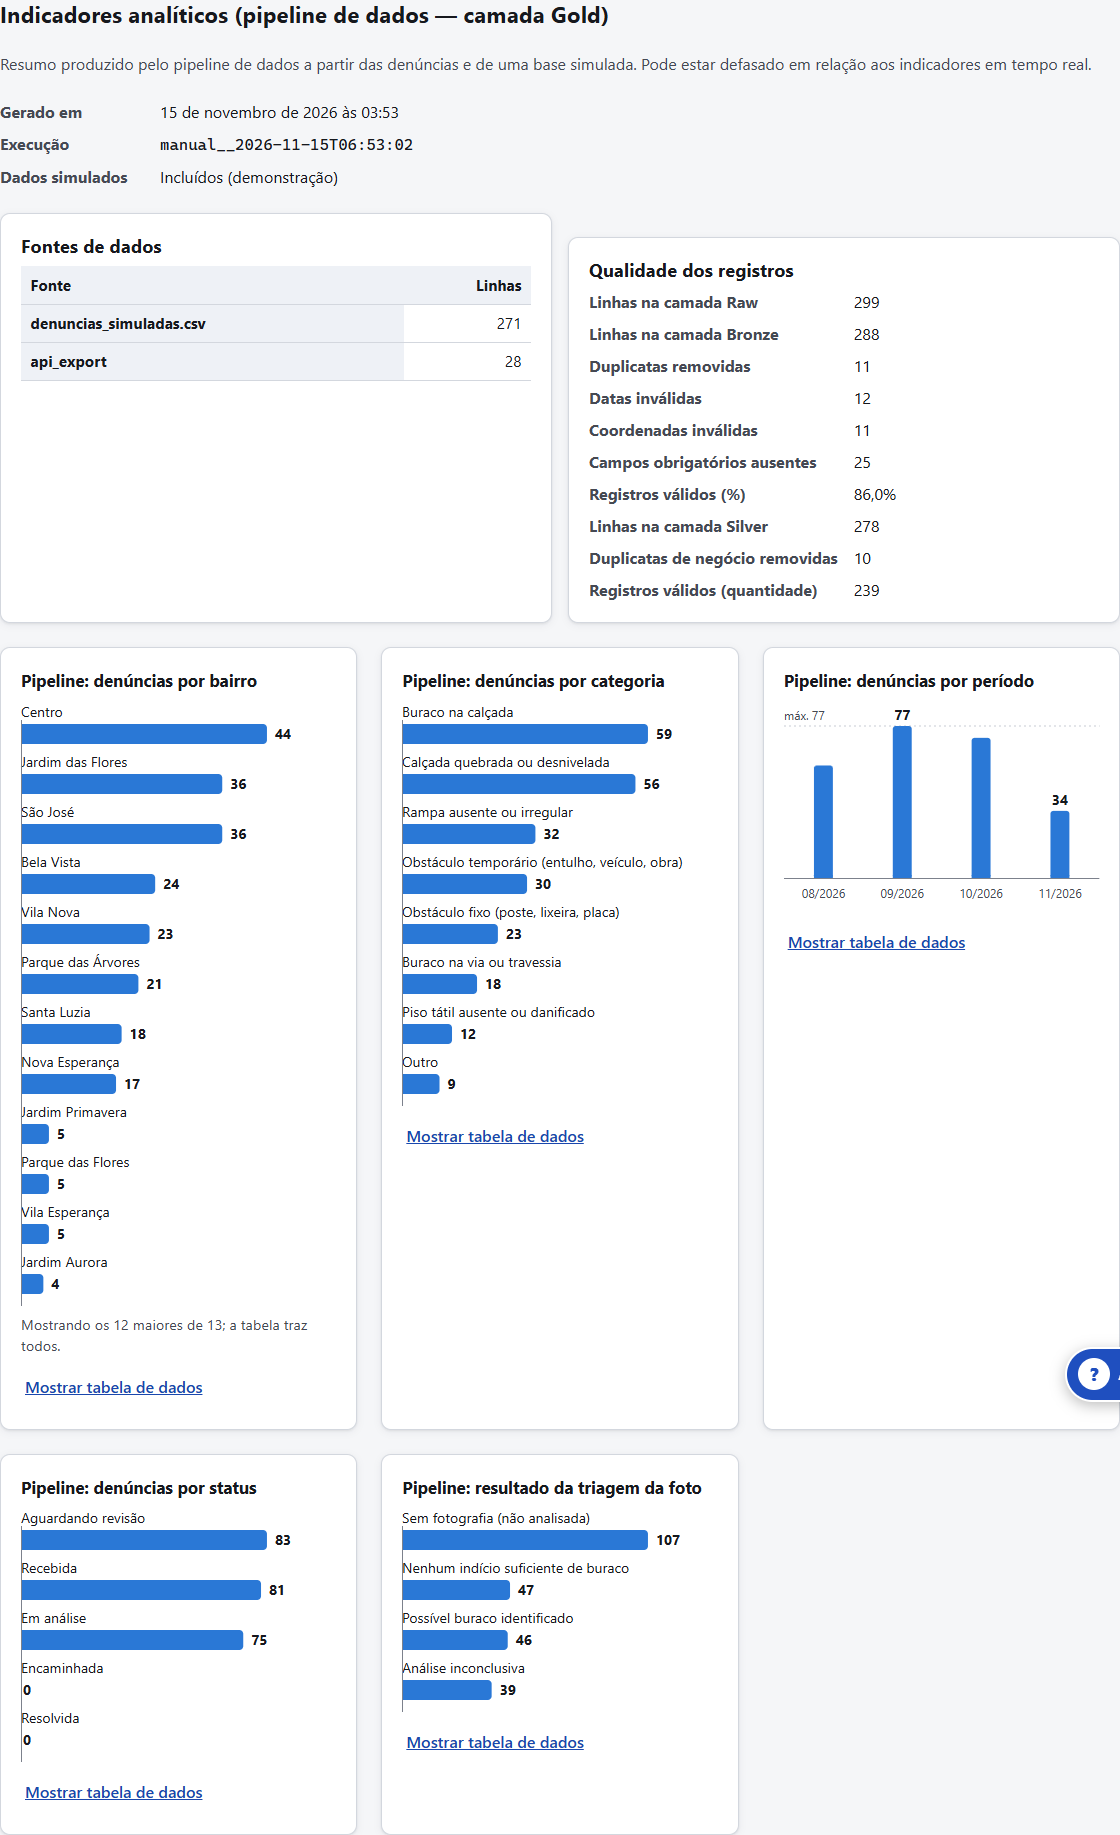 Indicadores analíticos (pipeline de dados — camada Gold)
Resumo produzido pelo pipeline de dados a partir das denúncias e de uma base simulada. Pode estar defasado em relação aos indicadores em tempo real.
Gerado em 15 de novembro de 2026 às 03:53
Execução manual__2026-11-15T06:53:02
Dados simulados Incluídos (demonstração)
Fontes de dados
Fonte Linhas
denuncias_simuladas.csv 271
api_export 28
Qualidade dos registros
Linhas na camada Raw 299
Linhas na camada Bronze 288
Duplicatas removidas 11
Datas inválidas 12
Coordenadas inválidas 11
Campos obrigatórios ausentes 25
Registros válidos (%) 86,0%
Linhas na camada Silver 278
Duplicatas de negócio removidas 10
Registros válidos (quantidade) 239
Pipeline: denúncias por bairro
Centro
44
Jardim das Flores
36
São José
36
Bela Vista
24
Vila Nova
23
Parque das Árvores
21
Santa Luzia
18
Nova Esperança
17
Jardim Primavera
5
Parque das Flores
5
Vila Esperança
5
Jardim Aurora
4
Mostrando os 12 maiores de 13; a tabela traz
todos.
Mostrar tabela de dados
Pipeline: denúncias por categoria
Buraco na calçada
59
Calçada quebrada ou desnivelada
56
Rampa ausente ou irregular
32
Obstáculo temporário (entulho, veículo, obra)
30
Obstáculo fixo (poste, lixeira, placa)
23
Buraco na via ou travessia
18
Piso tátil ausente ou danificado
12
Outro
9
Mostrar tabela de dados
Pipeline: denúncias por período
máx. 77
77
34
08/2026 09/2026 10/2026 11/2026
Mostrar tabela de dados
?
Pipeline: denúncias por status
Aguardando revisão
83
Recebida
81
Em análise
75
Encaminhada
0
Resolvida
0
Mostrar tabela de dados
Pipeline: resultado da triagem da foto
Sem fotografia (não analisada)
107
Nenhum indício suficiente de buraco
47
Possível buraco identificado
46
Análise inconclusiva
39
Mostrar tabela de dados